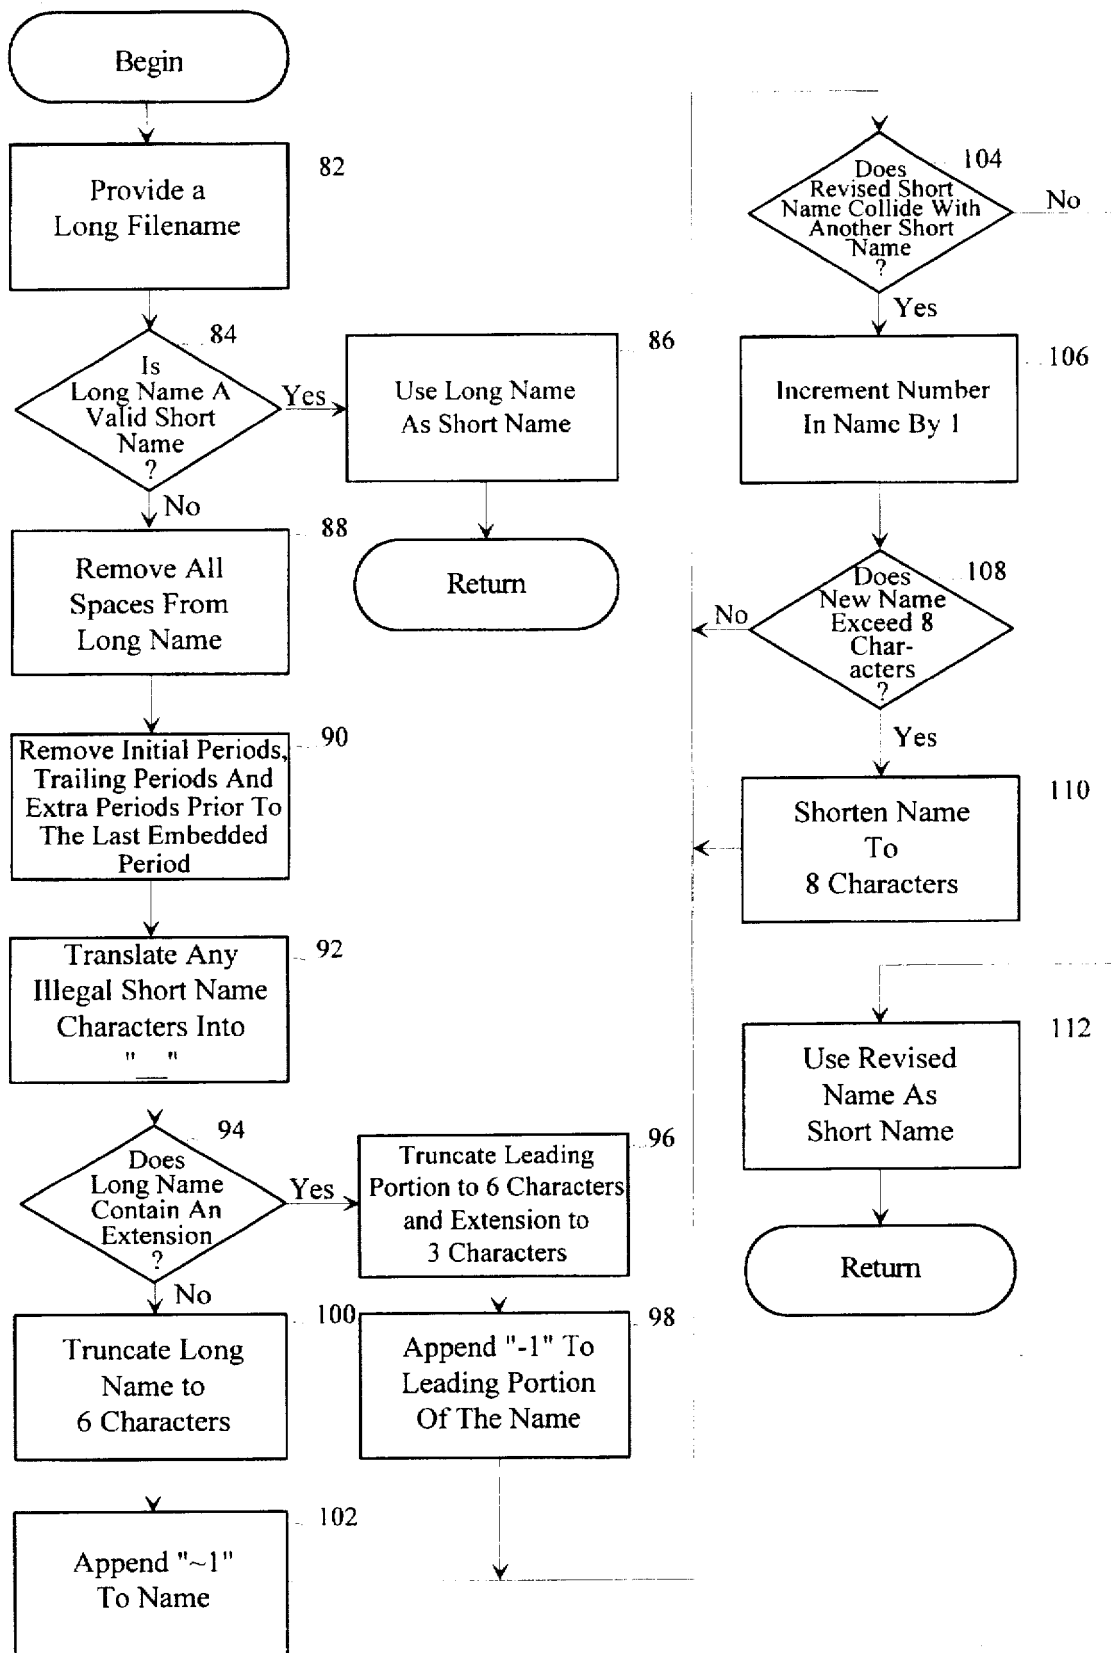 Begin
82
Provide a
Long Filename
84
Is
Long Name A
Valid Short
Name
?
Yes
No
86
Use Long Name
As Short Name
Return
88
Remove All
Spaces From
Long Name
90
Remove Initial Periods,
Trailing Periods And
Extra Periods Prior To
The Last Embedded
Period
92
Translate Any
Illegal Short Name
Characters Into
"__"
94
Does
Long Name
Contain An
Extension
?
Yes
No
96
Truncate Leading
Portion to 6 Characters
and Extension to
3 Characters
98
Append "-1" To
Leading Portion
Of The Name
100
Truncate Long
Name to
6 Characters
102
Append "~1"
To Name
104
Does
Revised Short
Name Collide With
Another Short
Name
?
No
Yes
106
Increment Number
In Name By 1
108
Does
New Name
Exceed 8
Char-
acters
?
No
Yes
110
Shorten Name
To
8 Characters
112
Use Revised
Name As
Short Name
Return